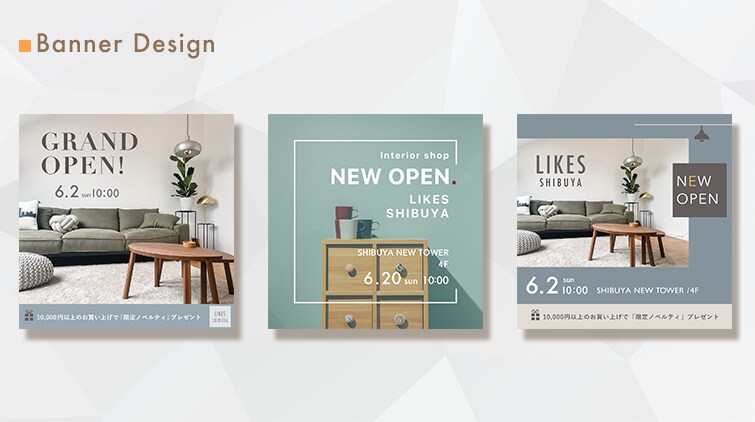 Banner Design
GRAND
OPEN!
6.2 sun 10:00
10,000円以上のお買い上げで「限定ノベルティ」プレゼント
LIKES
SHIBUYA
Interior shop
NEW OPEN.
LIKES
SHIBUYA
SHIBUYA NEW TOWER
4F
6.20 sun 10:00
LIKES
SHIBUYA
NEW
OPEN
6.2 sun 10:00 SHIBUYA NEW TOWER /4F
10,000円以上のお買い上げで「限定ノベルティ」プレゼント